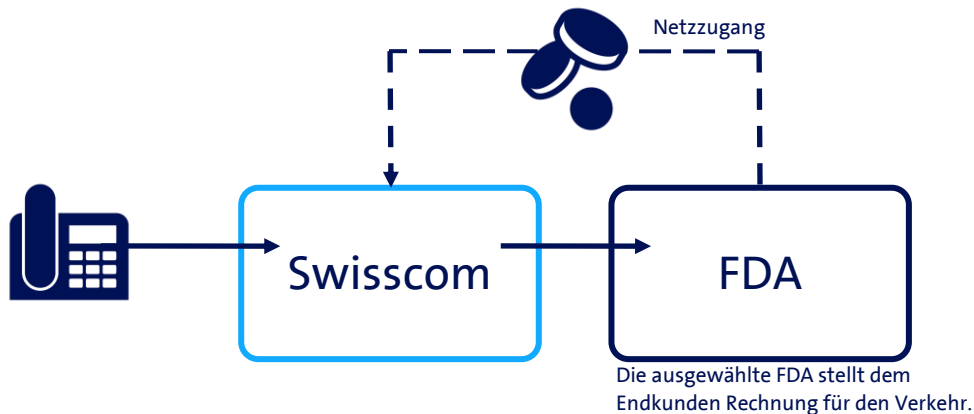 Netzzugang
Swisscom
FDA
Die ausgewählte FDA stellt dem
Endkunden Rechnung für den Verkehr.